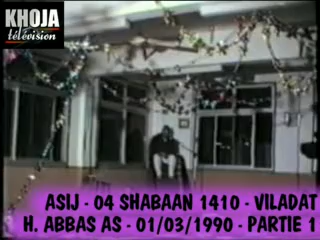 KHOJA
télévision
ASIJ - 04 SHABAAN 1410 - VILADAT
H. ABBAS AS - 01/03/1990 - PARTIE 1